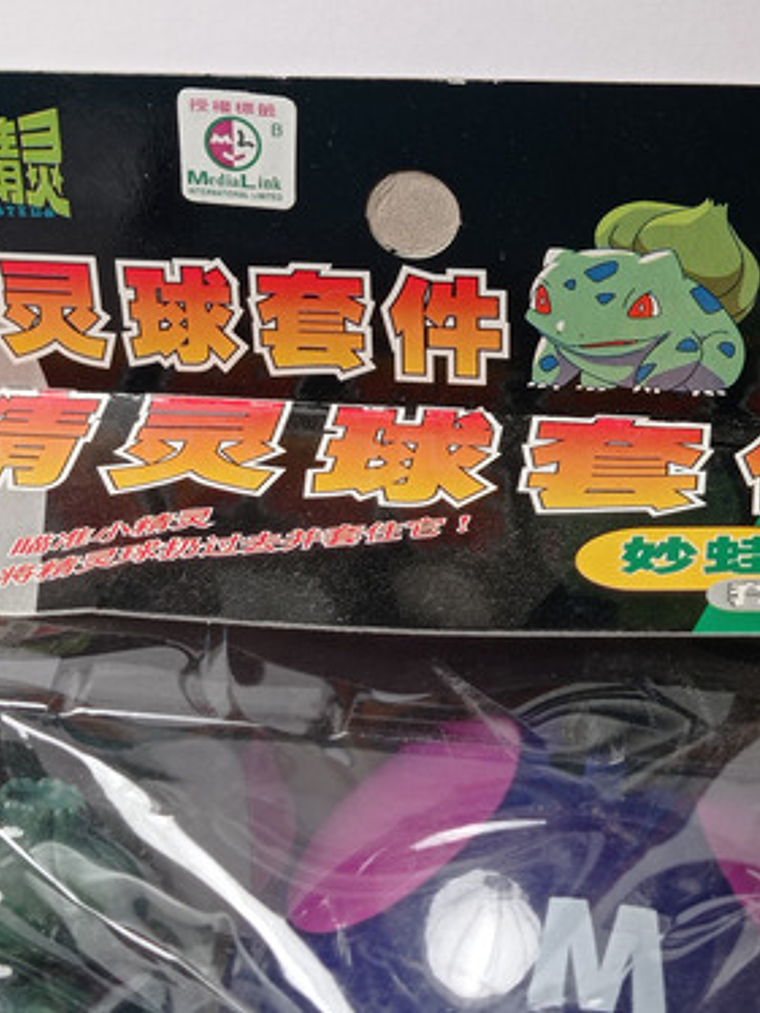 授權標籤
B
ML
MediaLink
INTERNATIONAL LIMITED
灵球套件
精灵球套
瞄准小精灵
将精灵球扔过去并套住它！
妙蛙
M